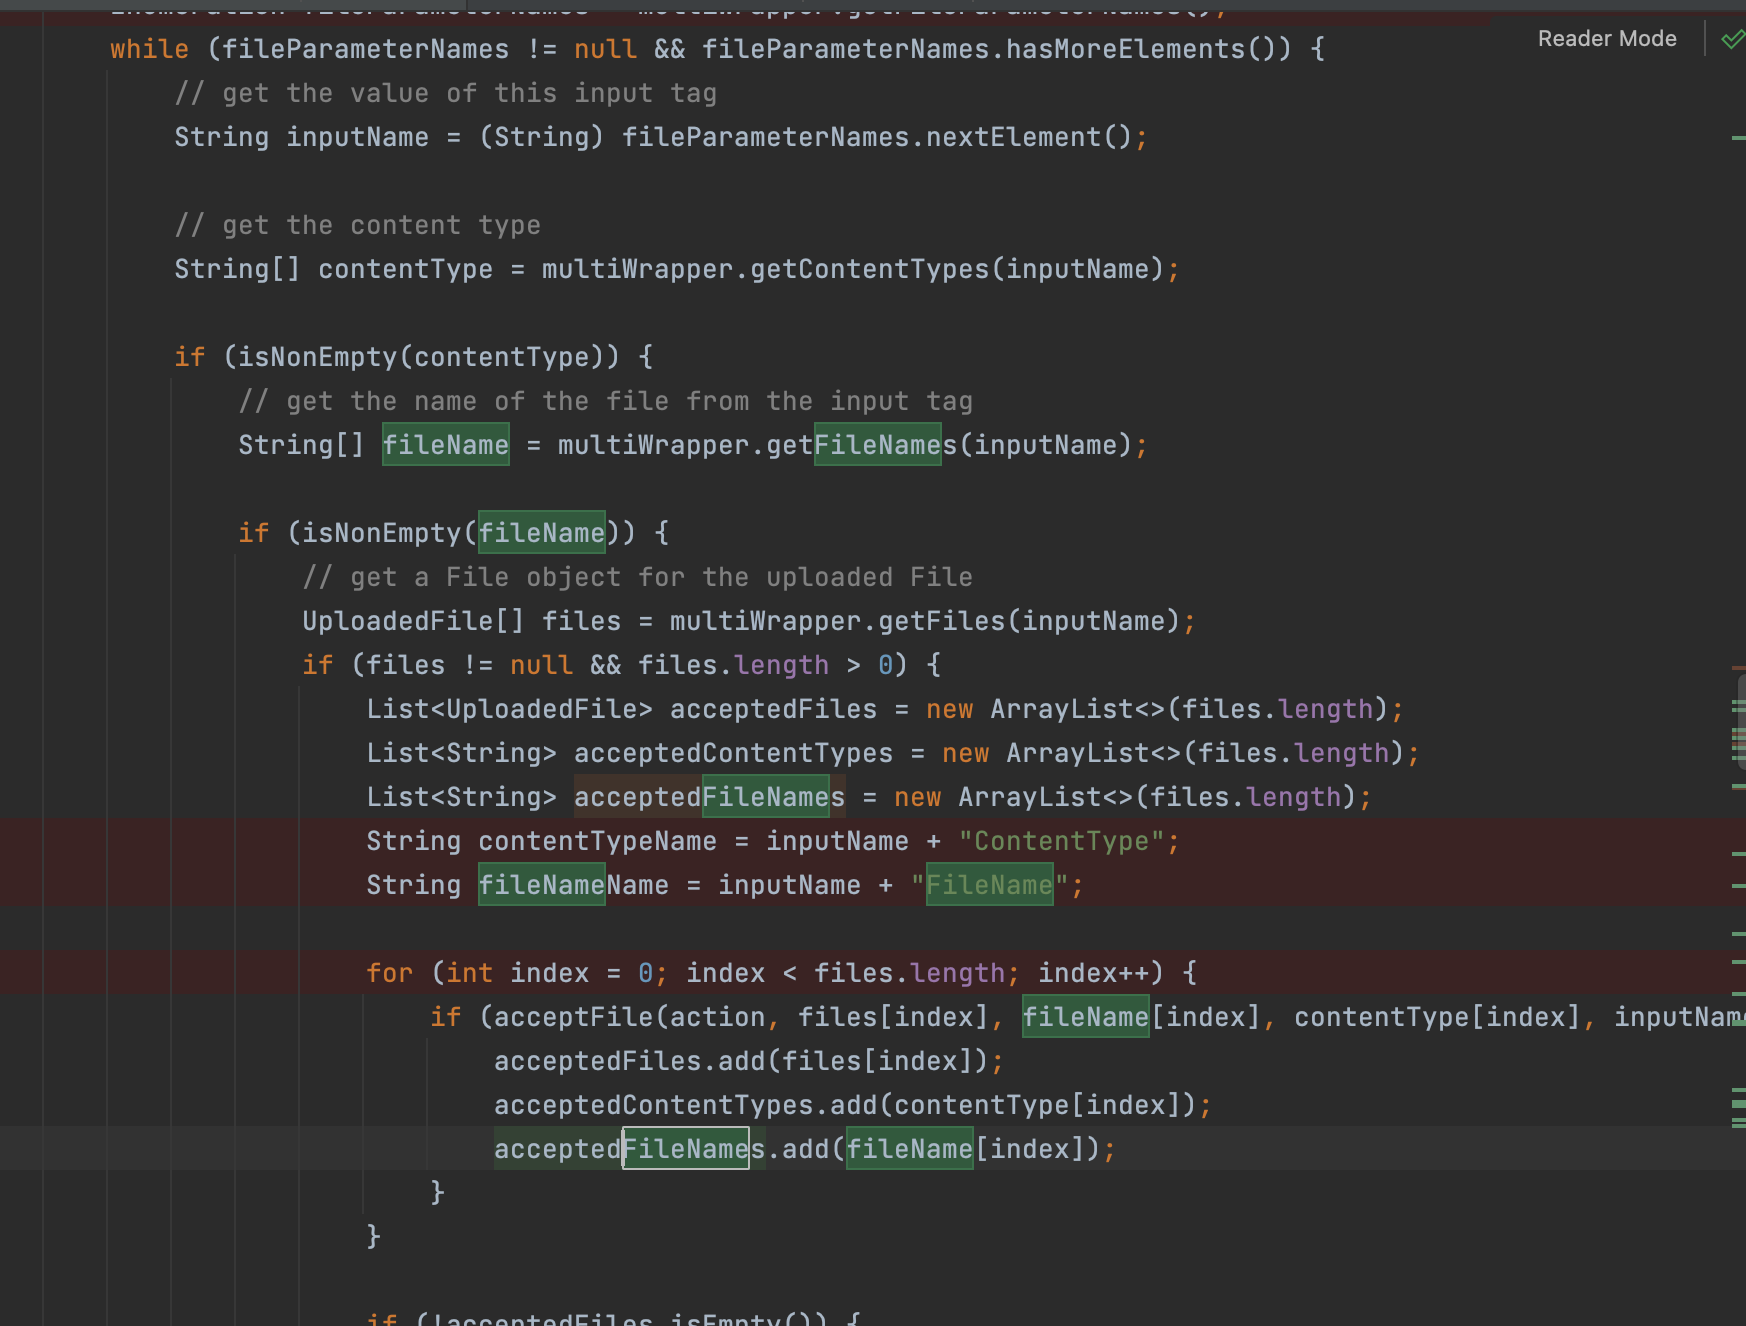 Enumeration fileParameterNames = multiWrapper.getFileParameterNames();
while (fileParameterNames != null && fileParameterNames.hasMoreElements()) {
Reader Mode
// get the value of this input tag
String inputName = (String) fileParameterNames.nextElement();
// get the content type
String[] contentType = multiWrapper.getContentTypes(inputName);
if (isNonEmpty(contentType)) {
// get the name of the file from the input tag
String[] fileName = multiWrapper.getFileNames(inputName);
if (isNonEmpty(fileName)) {
// get a File object for the uploaded File
UploadedFile[] files = multiWrapper.getFiles(inputName);
if (files != null && files.length > 0) {
List<UploadedFile> acceptedFiles = new ArrayList<>(files.length);
List<String> acceptedContentTypes = new ArrayList<>(files.length);
List<String> acceptedFileNames = new ArrayList<>(files.length);
String contentTypeName = inputName + "ContentType";
String fileNameName = inputName + "FileName";
for (int index = 0; index < files.length; index++) {
if (acceptFile(action, files[index], fileName[index], contentType[index], inputName
acceptedFiles.add(files[index]);
acceptedContentTypes.add(contentType[index]);
acceptedFileNames.add(fileName[index]);
}
}
if (!acceptedFiles.isEmpty()) {